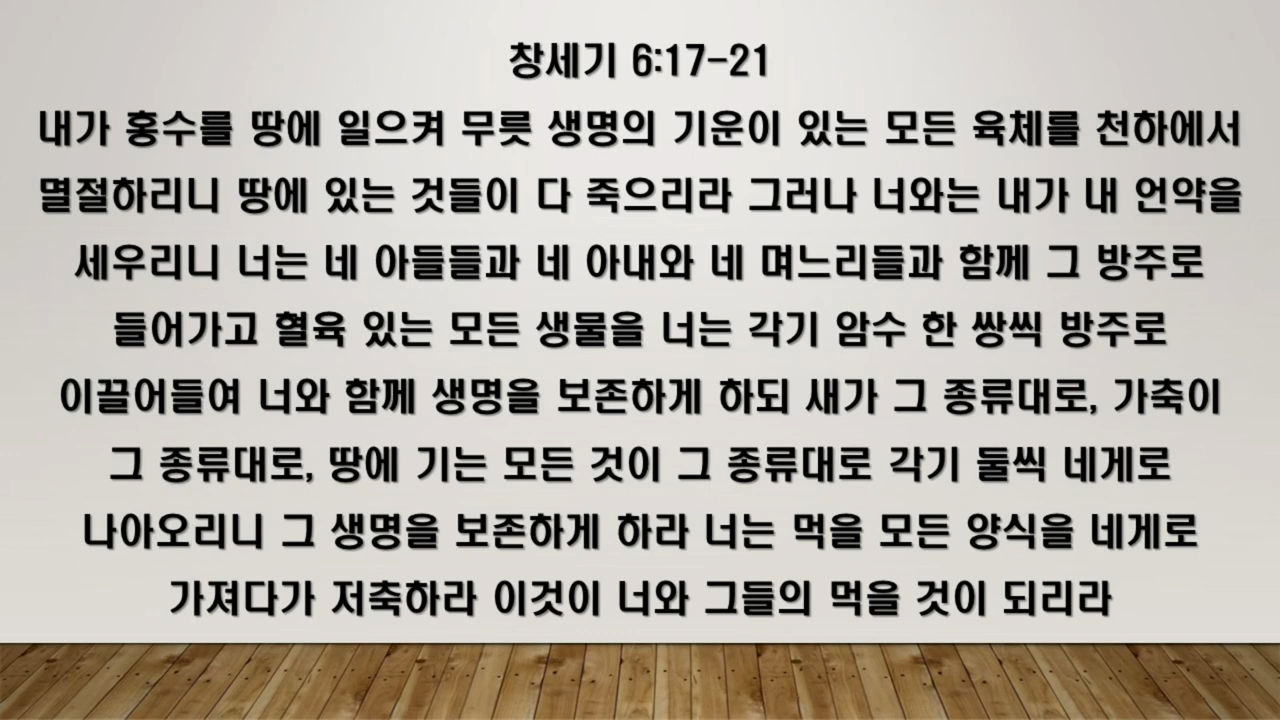 창세기 6:17-21
내가 홍수를 땅에 일으켜 무릇 생명의 기운이 있는 모든 육체를 천하에서
멸절하리니 땅에 있는 것들이 다 죽으리라 그러나 너와는 내가 내 언약을
세우리니 너는 네 아들들과 네 아내와 네 며느리들과 함께 그 방주로
들어가고 혈육 있는 모든 생물을 너는 각기 암수 한 쌍씩 방주로
이끌어들여 너와 함께 생명을 보존하게 하되 새가 그 종류대로, 가축이
그 종류대로, 땅에 기는 모든 것이 그 종류대로 각기 둘씩 네게로
나아오리니 그 생명을 보존하게 하라 너는 먹을 모든 양식을 네게로
가져다가 저축하라 이것이 너와 그들의 먹을 것이 되리라